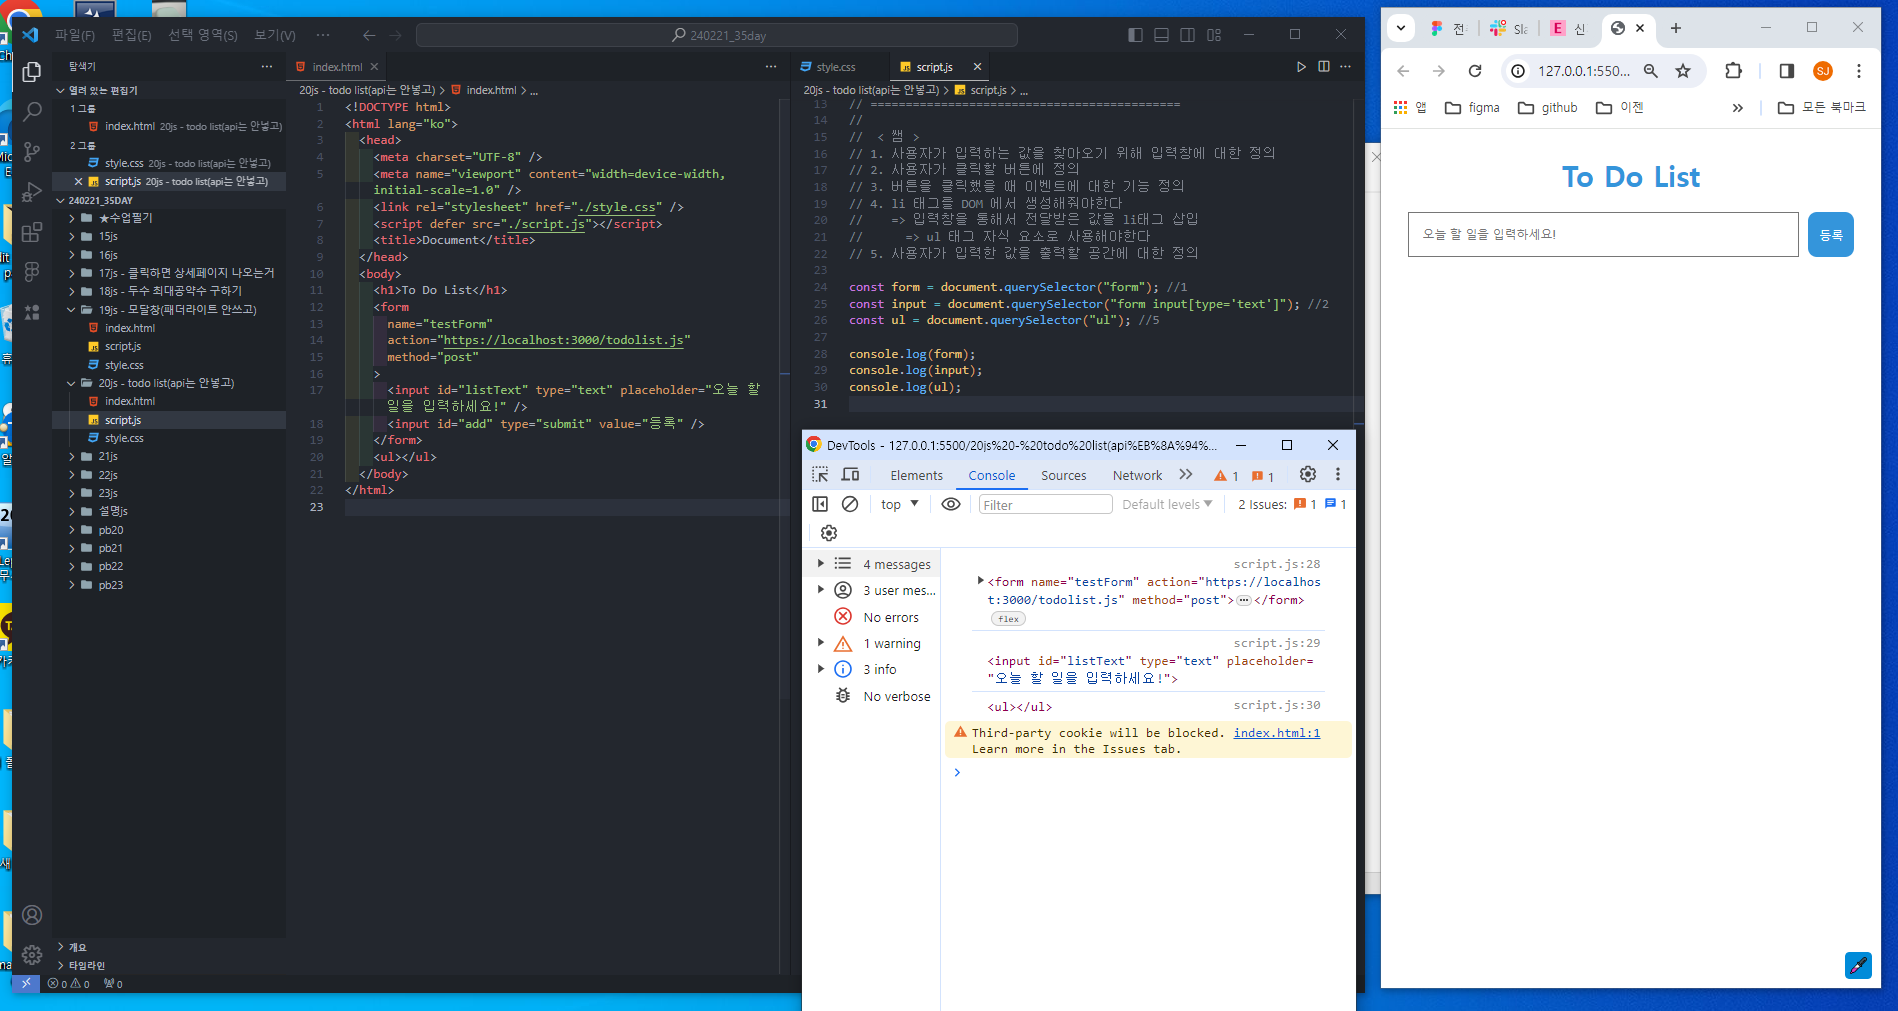 파일(F) 편집(E) 선택 영역(S) 보기(V) ··· 240221_35day
탐색기
열려 있는 편집기
1 그룹
index.html 20js - todo list(api는 안넣고)
2 그룹
style.css 20js - todo list(api는 안넣고)
script.js 20js - todo list(api는 안넣고)
240221_35DAY
★수업필기
15js
16js
17js - 클릭하면 상세페이지 나오는거
18js - 두수 최대공약수 구하기
19js - 모달창(패더라이트 안쓰고)
index.html
script.js
style.css
20js - todo list(api는 안넣고)
index.html
script.js
style.css
21js
22js
23js
설명js
pb20
pb21
pb22
pb23
개요
타임라인
0 0 0
index.html
20js - todo list(api는 안넣고) > index.html > ...
1 <!DOCTYPE html>
2 <html lang="ko">
3 <head>
4 <meta charset="UTF-8" />
5 <meta name="viewport" content="width=device-width,
initial-scale=1.0" />
6 <link rel="stylesheet" href="./style.css" />
7 <script defer src="./script.js"></script>
8 <title>Document</title>
9 </head>
10 <body>
11 <h1>To Do List</h1>
12 <form
13 name="testForm"
14 action="https://localhost:3000/todolist.js"
15 method="post"
16 >
17 <input id="listText" type="text" placeholder="오늘 할
일을 입력하세요!" />
18 <input id="add" type="submit" value="등록" />
19 </form>
20 <ul></ul>
21 </body>
22 </html>
23
style.css script.js
20js - todo list(api는 안넣고) > script.js > ...
13 // ============================================
14 //
15 // < 쌤 >
16 // 1. 사용자가 입력하는 값을 찾아오기 위해 입력창에 대한 정의
17 // 2. 사용자가 클릭할 버튼에 정의
18 // 3. 버튼을 클릭했을 때 이벤트에 대한 기능 정의
19 // 4. li 태그를 DOM 에서 생성해줘야한다
20 // => 입력창을 통해서 전달받은 값을 li태그 삽입
21 // => ul 태그 자식 요소로 사용해야한다
22 // 5. 사용자가 입력한 값을 출력할 공간에 대한 정의
23
24 const form = document.querySelector("form"); //1
25 const input = document.querySelector("form input[type='text']"); //2
26 const ul = document.querySelector("ul"); //5
27
28 console.log(form);
29 console.log(input);
30 console.log(ul);
31
DevTools - 127.0.0.1:5500/20js%20-%20todo%20list(api%EB%8A%94%...
Elements Console Sources Network 1 1
top Filter Default levels 2 Issues: 1 1
4 messages
3 user mes...
No errors
1 warning
3 info
No verbose
script.js:28
<form name="testForm" action="https://localhos
t:3000/todolist.js" method="post">…</form>
flex
script.js:29
<input id="listText" type="text" placeholder=
"오늘 할 일을 입력하세요!">
<ul></ul> script.js:30
Third-party cookie will be blocked. index.html:1
Learn more in the Issues tab.
전 Sla 신
127.0.0.1:550... SJ
앱 figma github 이젠 모든 북마크
To Do List
오늘 할 일을 입력하세요!
등록